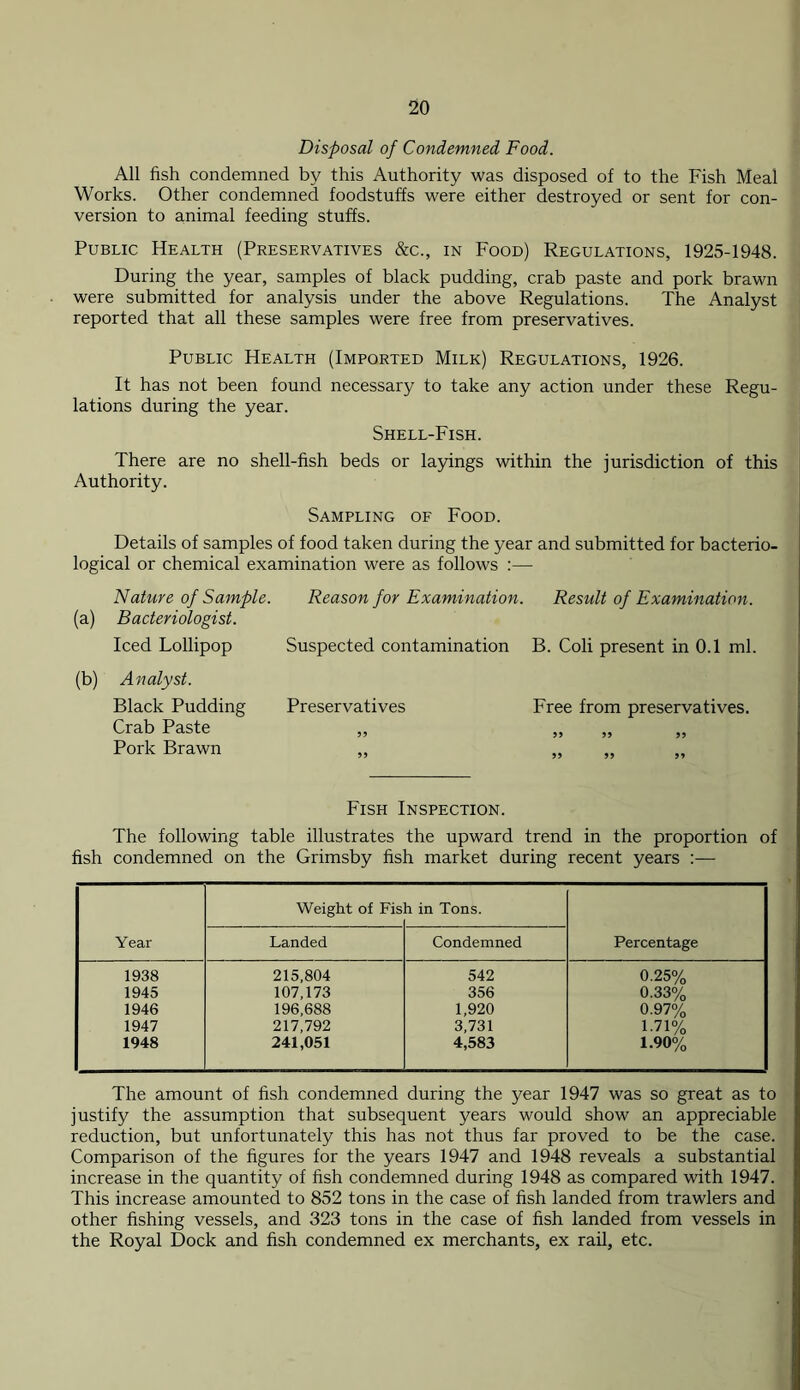 20
Disposal of Condemned Food.
All fish condemned by this Authority was disposed of to the Fish Meal
Works. Other condemned foodstuffs were either destroyed or sent for con-
version to animal feeding stuffs.
Public Health (Preservatives &c., in Food) Regulations, 1925-1948.
During the year, samples of black pudding, crab paste and pork brawn
were submitted for analysis under the above Regulations. The Analyst
reported that all these samples were free from preservatives.
Public Health (Imported Milk) Regulations, 1926.
It has not been found necessary to take any action under these Regu-
lations during the year.
Shell-Fish.
There are no shell-fish beds or layings within the jurisdiction of this
Authority.
Sampling of Food.
Details of samples of food taken during the year and submitted for bacterio-
logical or chemical examination were as follows :—
Nature of Sample. Reason for Examination. Result of Examination.
(a) Bacteriologist.
Iced Lollipop Suspected contamination B. Coli present in 0.1 ml.
(b) Analyst.
Black Pudding Preservatives Free from preservatives.
Crab Paste ,, ,, ,, ,,
Pork Brawn ,, ,, ,, ,,
Fish Inspection.
The following table illustrates the upward trend in the proportion of
fish condemned on the Grimsby fish market during recent years :—
Weight of Fish in Tons.
Year Landed Condemned Percentage
1938 215,804 542 0.25%
1945 107,173 356 0.33%
1946 196,688 1,920 0.97%
1947 217,792 3,731 1.71%
1948 241,051 4,583 1.90%
The amount of fish condemned during the year 1947 was so great as to
justify the assumption that subsequent years would show an appreciable
reduction, but unfortunately this has not thus far proved to be the case.
Comparison of the figures for the years 1947 and 1948 reveals a substantial
increase in the quantity of fish condemned during 1948 as compared with 1947.
This increase amounted to 852 tons in the case of fish landed from trawlers and
other fishing vessels, and 323 tons in the case of fish landed from vessels in
the Royal Dock and fish condemned ex merchants, ex rail, etc.